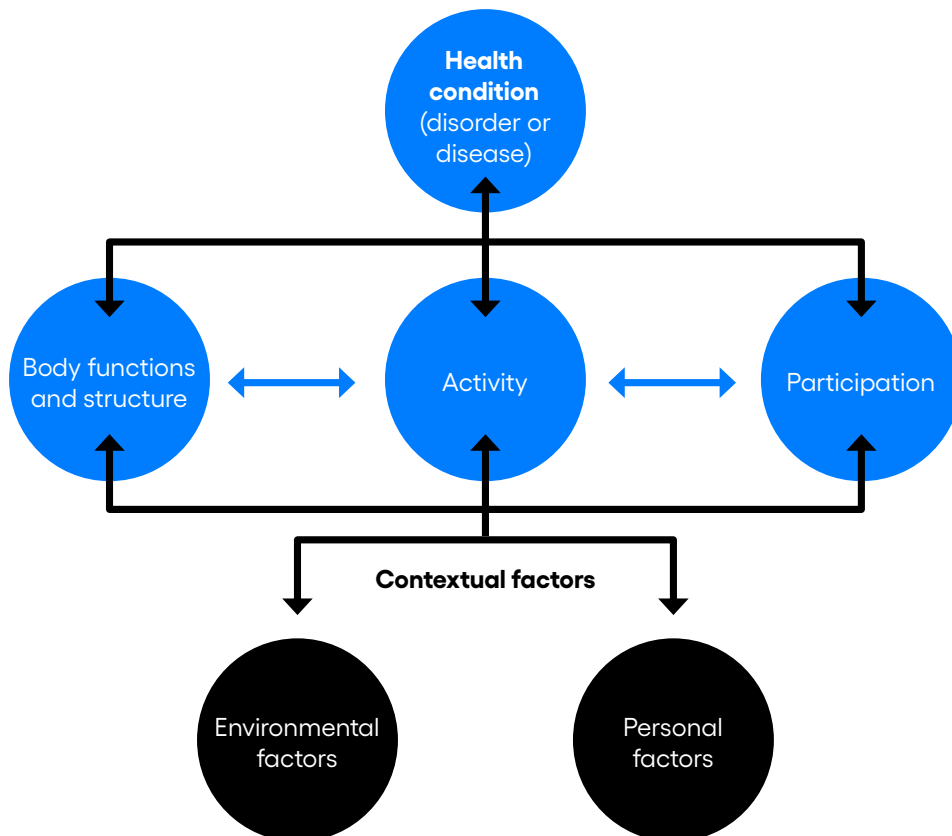 Health
condition
(disorder or
disease)
Body functions
and structure
Activity
Participation
Contextual factors
Environmental
factors
Personal
factors